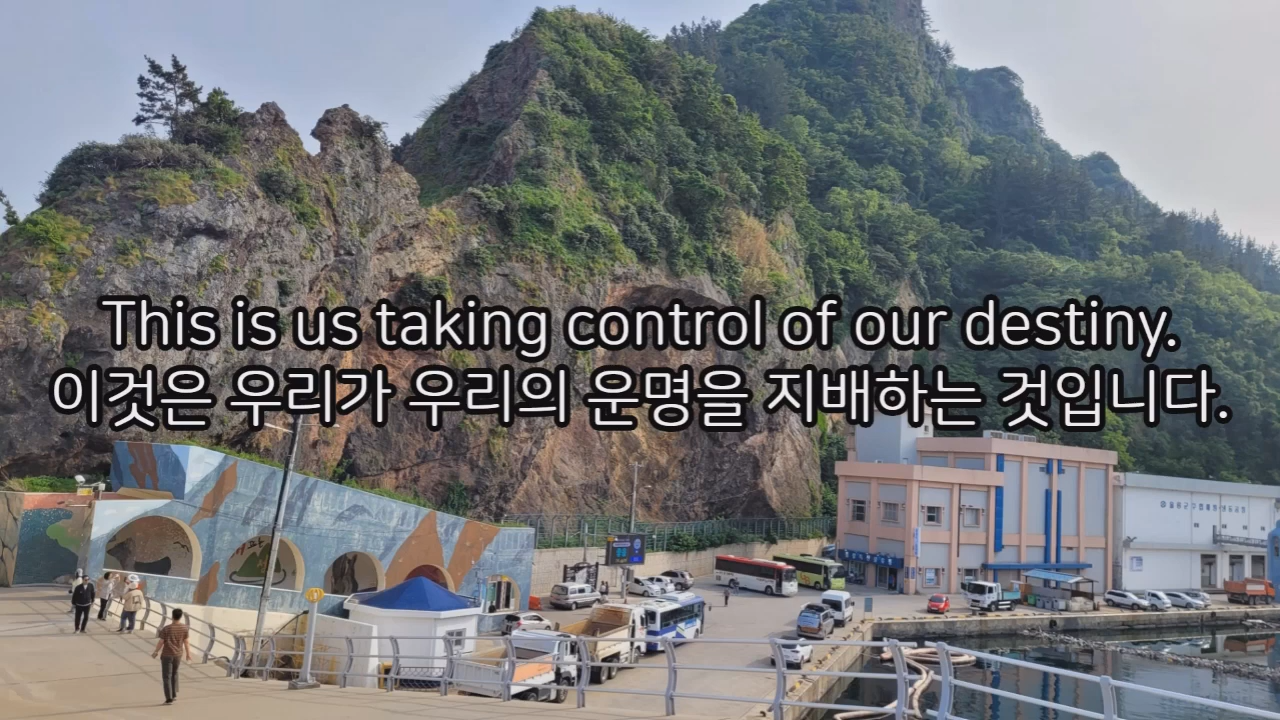 This is us taking control of our destiny.
이것은 우리가 우리의 운명을 지배하는 것입니다.